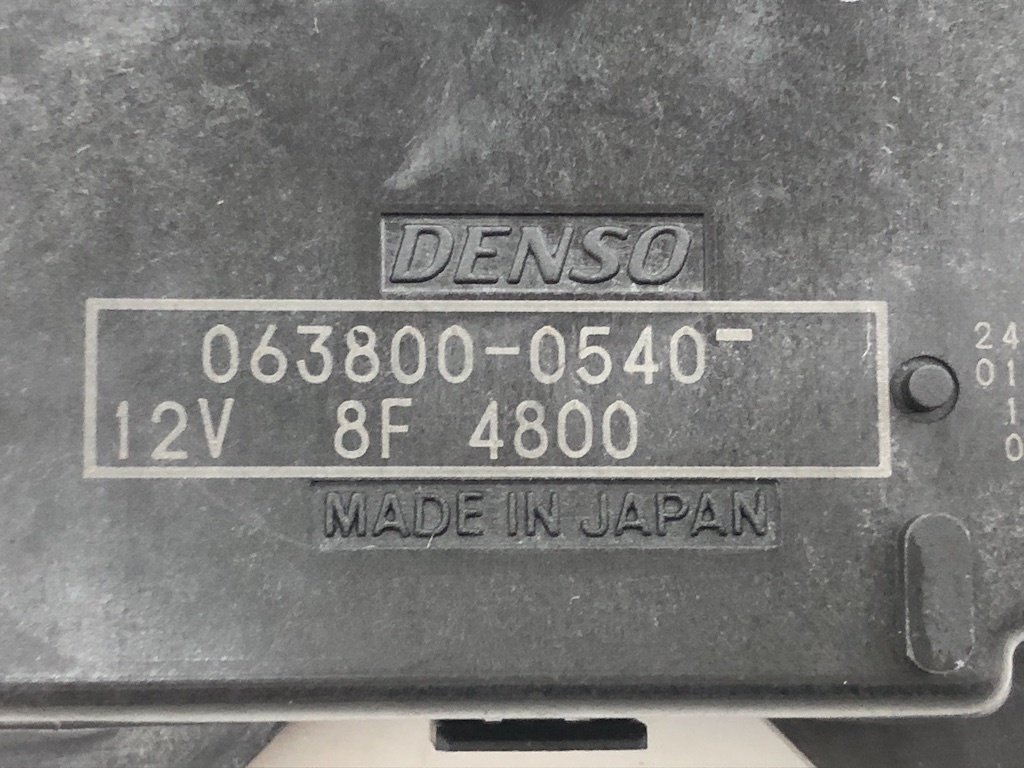 DENSO
063800-0540-
12V 8F 4800
MADE IN JAPAN
24
01
1
0